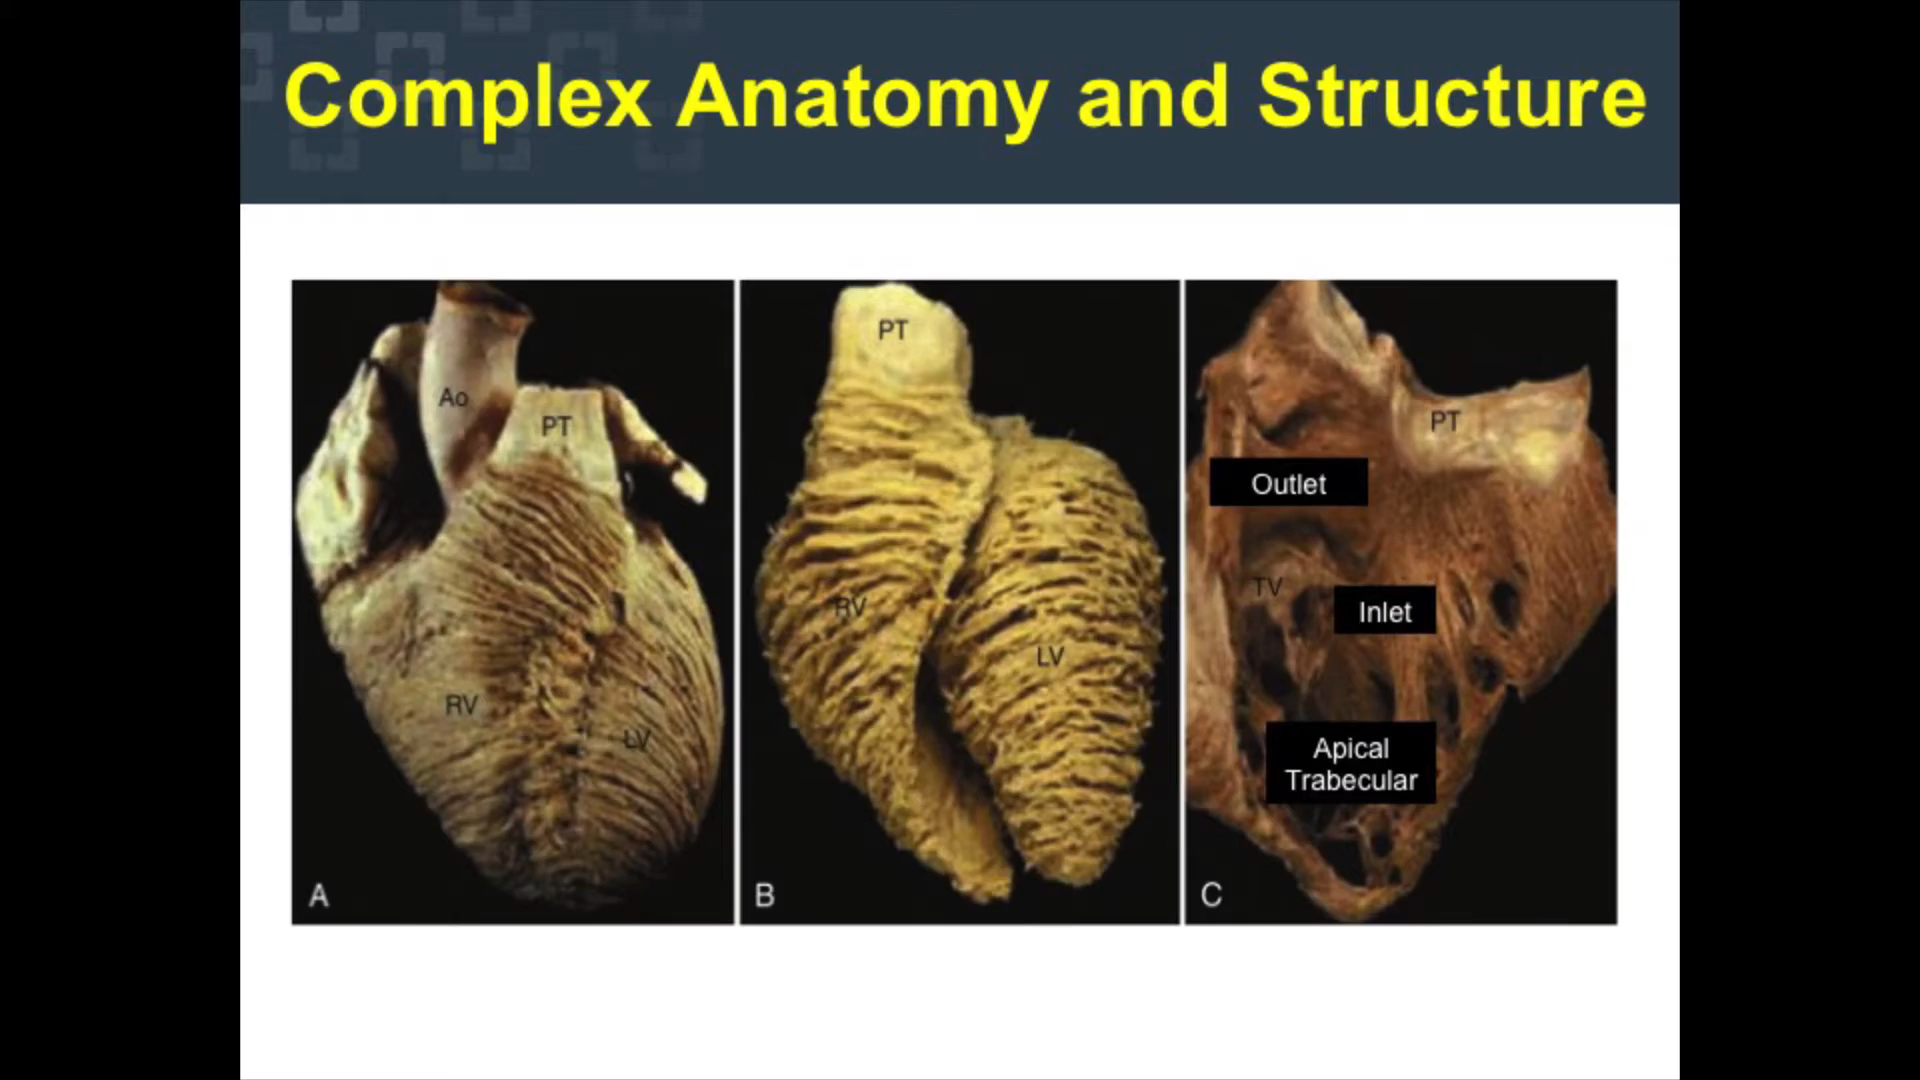 Complex Anatomy and Structure
Ao
PT
RV
LV
A
PT
RV
LV
B
PT
Outlet
TV
Inlet
Apical
Trabecular
C